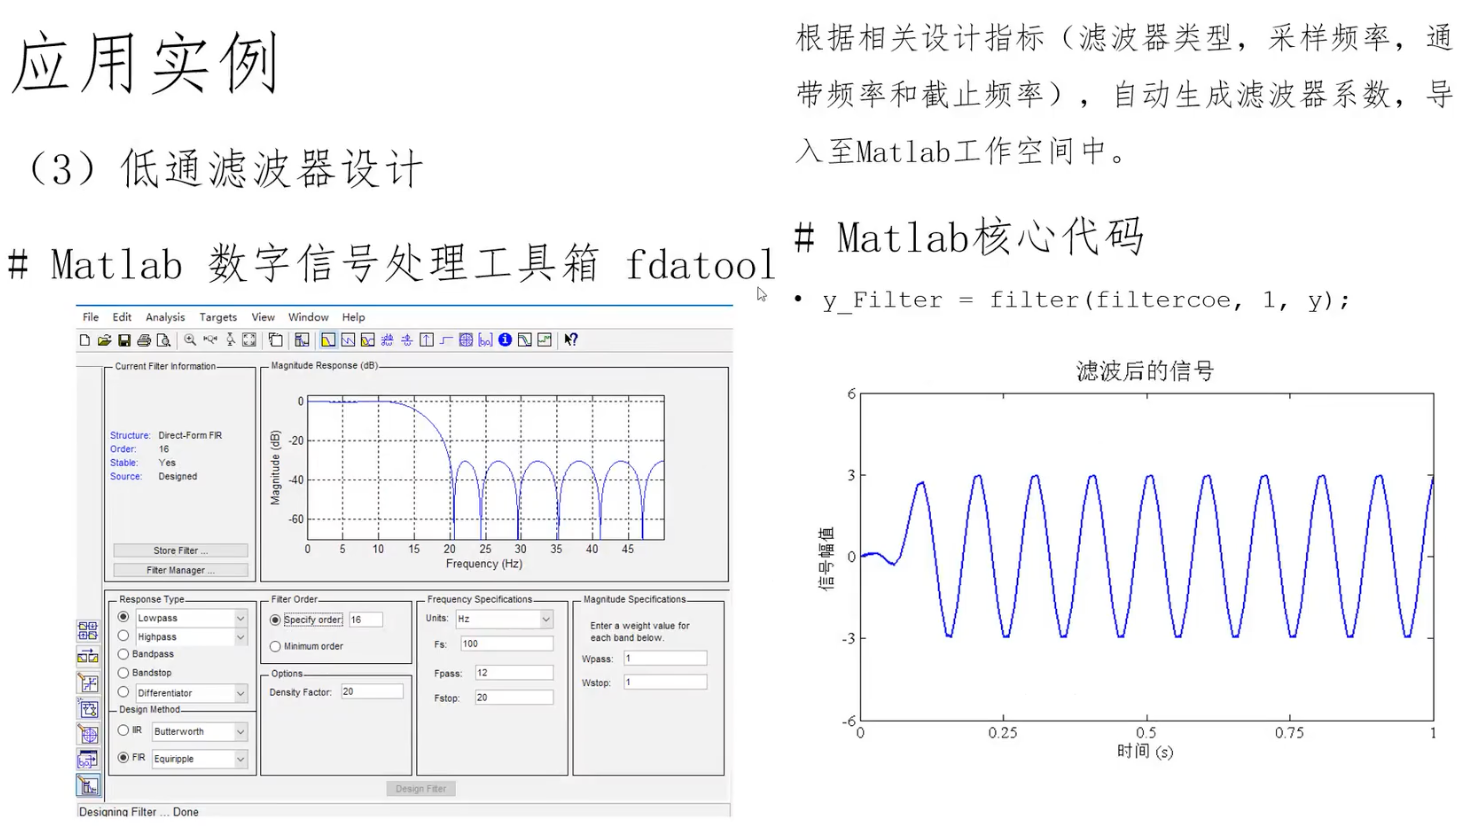 应用实例
（3）低通滤波器设计
# Matlab 数字信号处理工具箱 fdatool
File Edit Analysis Targets View Window Help
Current Filter Information
Structure: Direct-Form FIR
Order: 16
Stable: Yes
Source: Designed
Store Filter ...
Filter Manager ...
Magnitude Response (dB)
Magnitude (dB)
0
-20
-40
-60
0 5 10 15 20 25 30 35 40 45
Frequency (Hz)
Response Type
Lowpass
Highpass
Bandpass
Bandstop
Differentiator
Design Method
IIR Butterworth
FIR Equiripple
Filter Order
Specify order: 16
Minimum order
Options
Density Factor: 20
Frequency Specifications
Units: Hz
Fs: 100
Fpass: 12
Fstop: 20
Magnitude Specifications
Enter a weight value for
each band below.
Wpass: 1
Wstop: 1
Design Filter
Designing Filter ... Done
根据相关设计指标（滤波器类型，采样频率，通
带频率和截止频率），自动生成滤波器系数，导
入至Matlab工作空间中。
# Matlab核心代码
• y_Filter = filter(filtercoe, 1, y);
滤波后的信号
信号幅值
6
3
0
-3
-6
0 0.25 0.5 0.75 1
时间 (s)